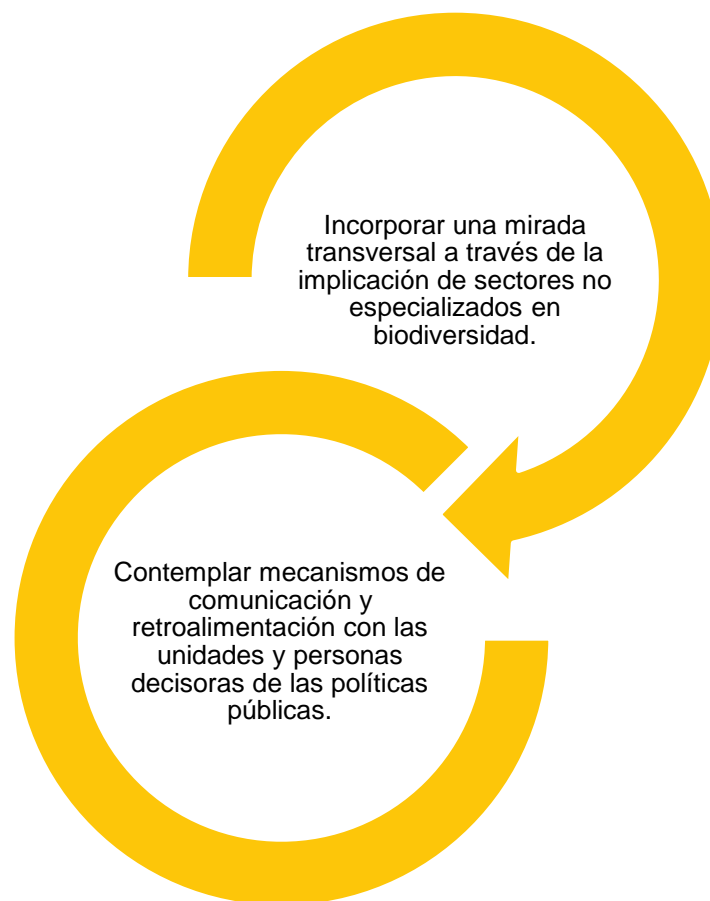 Incorporar una mirada
transversal a través de la
implicación de sectores no
especializados en
biodiversidad.
Contemplar mecanismos de
comunicación y
retroalimentación con las
unidades y personas
decisoras de las políticas
públicas.